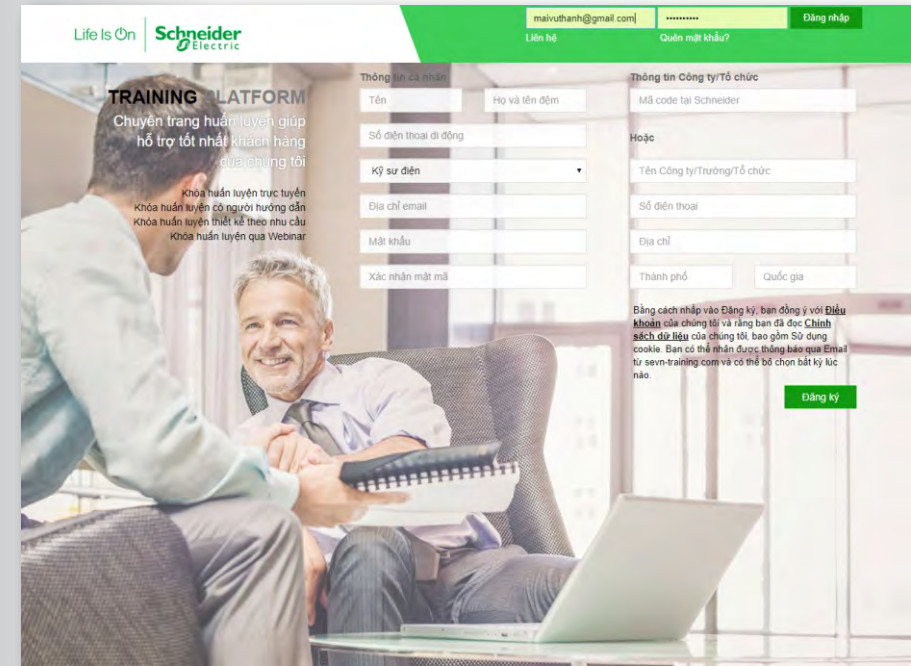 Life Is On
Schneider
Electric
maivuthanh@gmail.com
••••••••••
Đăng nhập
Liên hệ
Quên mật khẩu?
TRAINING PLATFORM
Chuyên trang huấn luyện giúp
hỗ trợ tốt nhất khách hàng
của chúng tôi
Khóa huấn luyện trực tuyến
Khóa huấn luyện có người hướng dẫn
Khóa huấn luyện thiết kế theo nhu cầu
Khóa huấn luyện qua Webinar
Thông tin cá nhân
Tên
Họ và tên đệm
Số điện thoại di động
Kỹ sư điện
Địa chỉ email
Mật khẩu
Xác nhận mật mã
Thông tin Công ty/Tổ chức
Mã code tại Schneider
Hoặc
Tên Công ty/Trường/Tổ chức
Số điện thoại
Địa chỉ
Thành phố
Quốc gia
Bằng cách nhấp vào Đăng ký, bạn đồng ý với Điều
khoản của chúng tôi và rằng bạn đã đọc Chính
sách dữ liệu của chúng tôi, bao gồm Sử dụng
cookie. Bạn có thể nhận được thông báo qua Email
từ sevn-training.com và có thể bỏ chọn bất kỳ lúc
nào.
Đăng ký